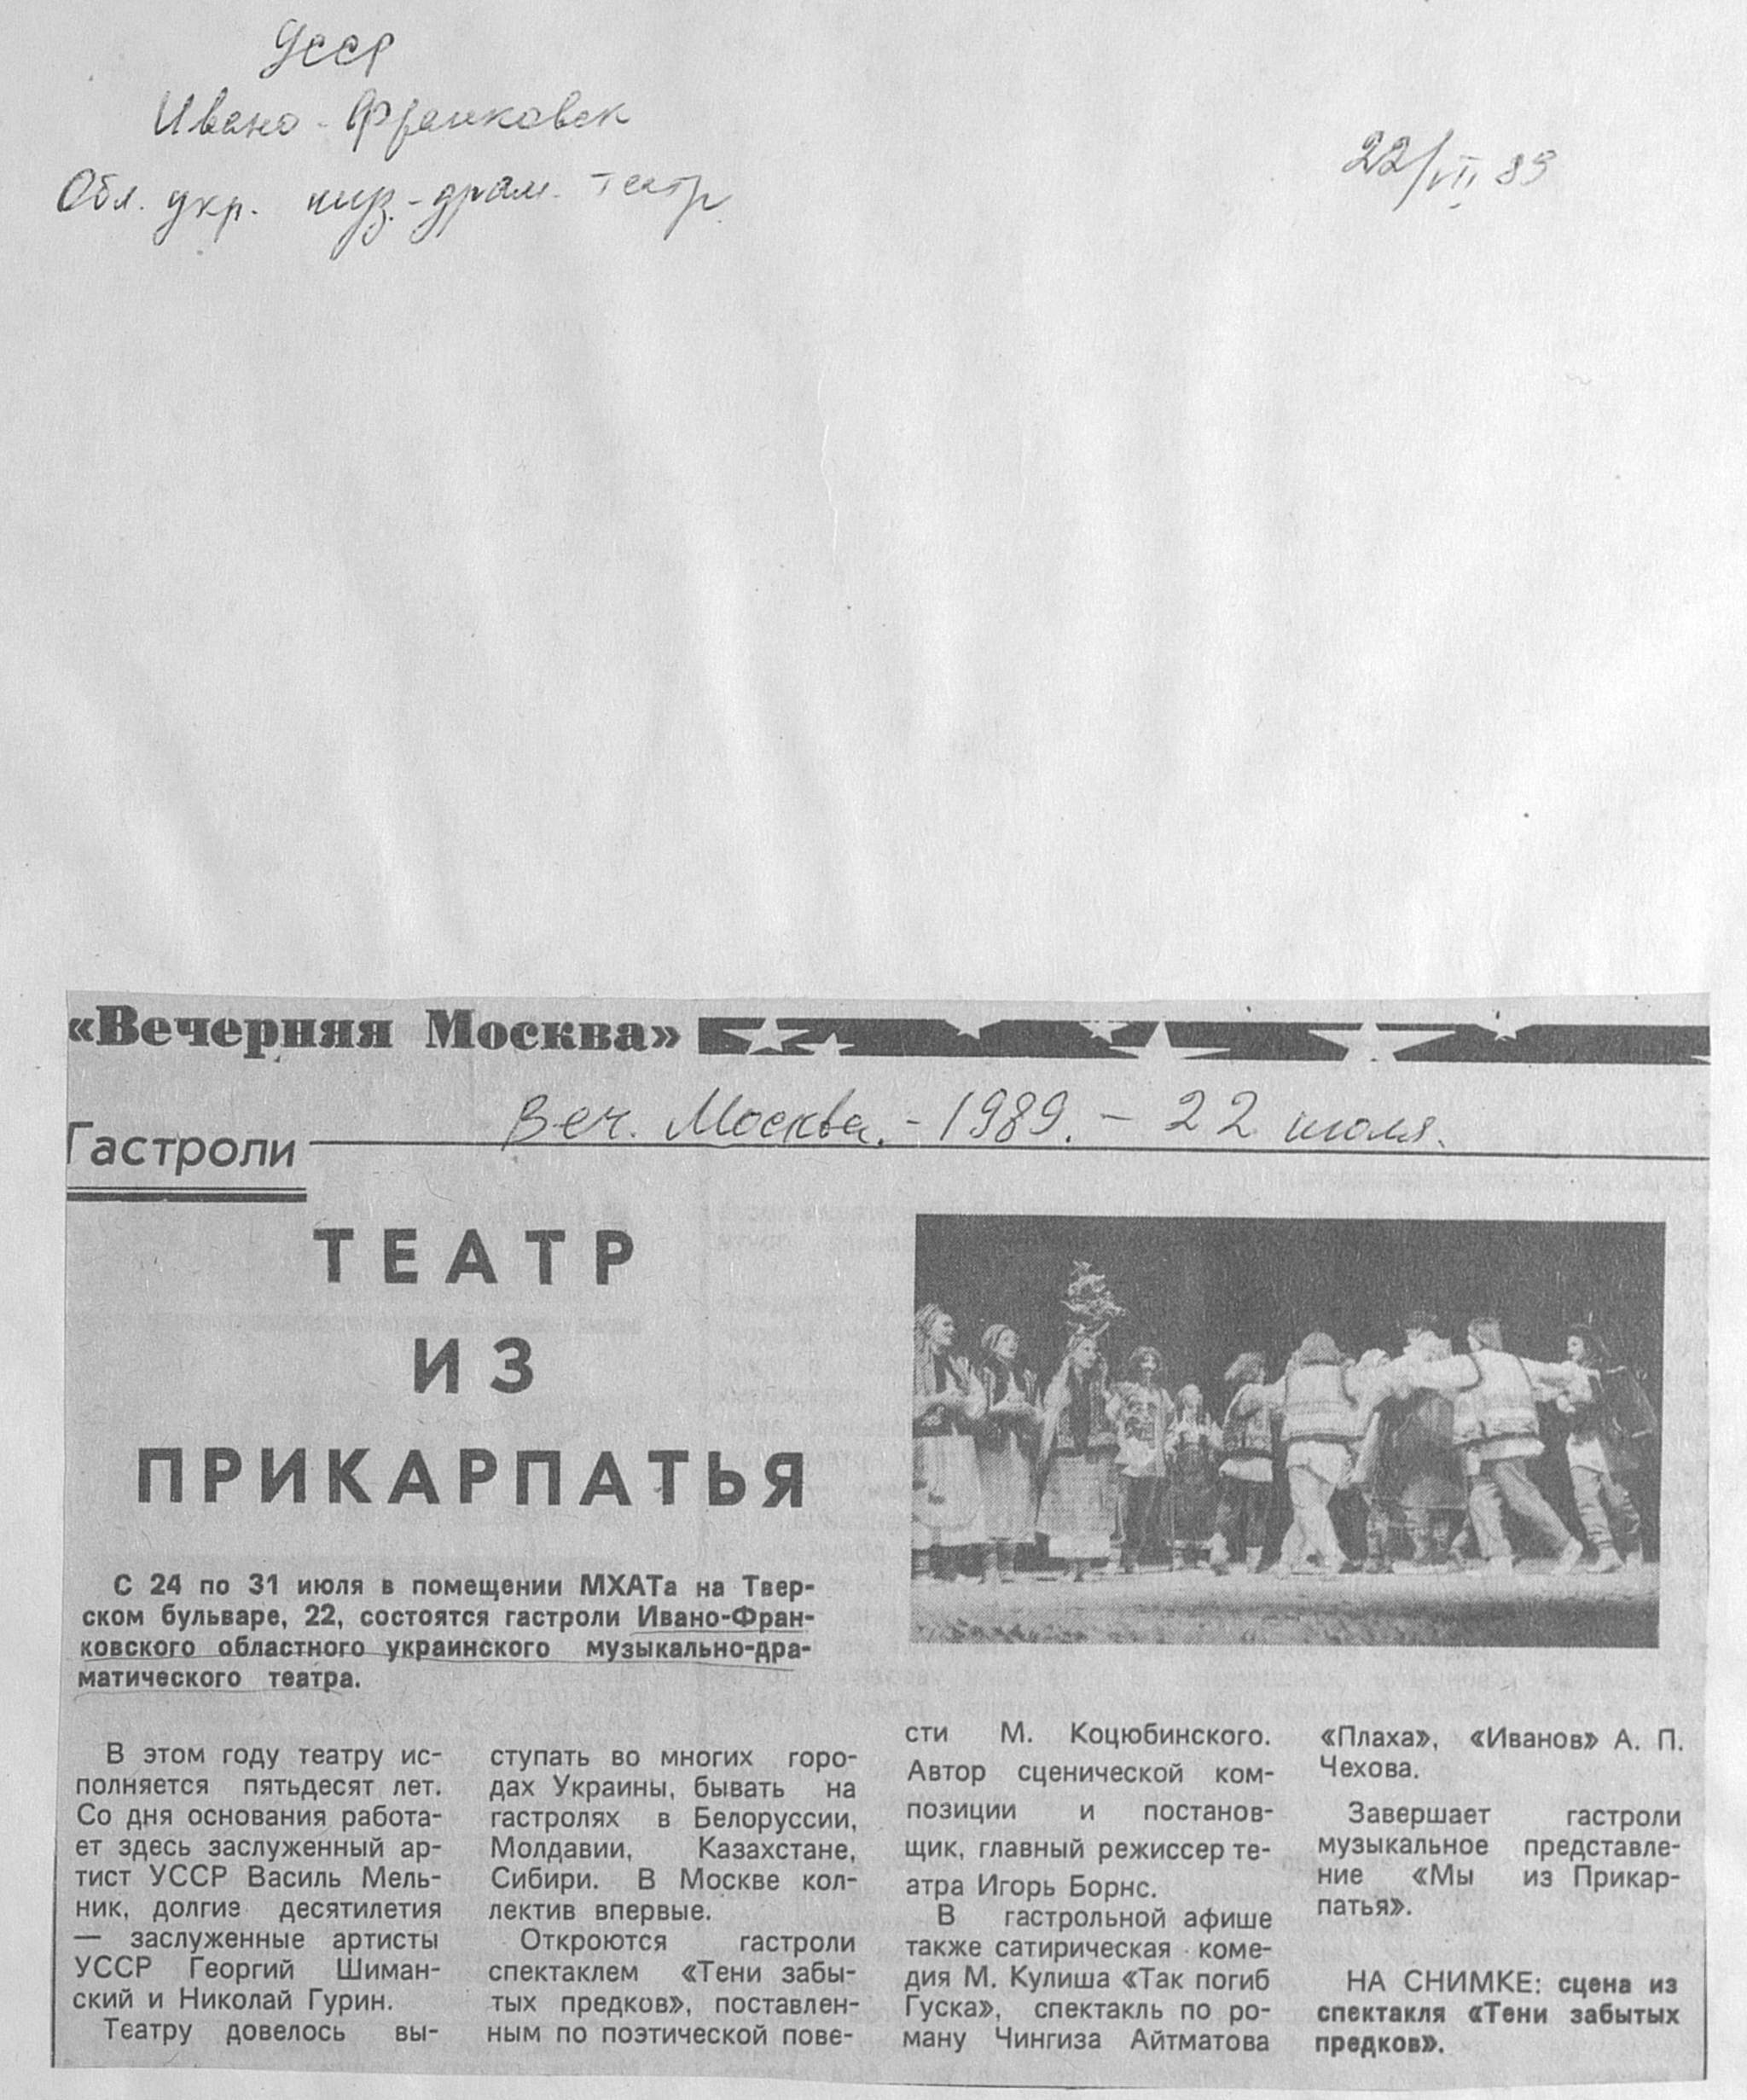 УССР
Ивано-Франковск
Обл. укр. муз.-драм. театр
22/VII 89
«Вечерняя Москва»
Веч. Москва. - 1989. - 22 июля.
Гастроли
ТЕАТР
ИЗ
ПРИКАРПАТЬЯ
С 24 по 31 июля в помещении МХАТа на Твер-
ском бульваре, 22, состоятся гастроли Ивано-Фран-
ковского областного украинского музыкально-дра-
матического театра.
В этом году театру ис-
полняется пятьдесят лет.
Со дня основания работа-
ет здесь заслуженный ар-
тист УССР Василь Мель-
ник, долгие десятилетия
— заслуженные артисты
УССР Георгий Шиман-
ский и Николай Гурин.
Театру довелось вы-
ступать во многих горо-
дах Украины, бывать на
гастролях в Белоруссии,
Молдавии, Казахстане,
Сибири. В Москве кол-
лектив впервые.
Откроются гастроли
спектаклем «Тени забы-
тых предков», поставлен-
ным по поэтической пове-
сти М. Коцюбинского.
Автор сценической ком-
позиции и постанов-
щик, главный режиссер те-
атра Игорь Борнс.
В гастрольной афише
также сатирическая коме-
дия М. Кулиша «Так погиб
Гуска», спектакль по ро-
ману Чингиза Айтматова
«Плаха», «Иванов» А. П.
Чехова.
Завершает гастроли
музыкальное представле-
ние «Мы из Прикар-
патья».
НА СНИМКЕ: сцена из
спектакля «Тени забытых
предков».